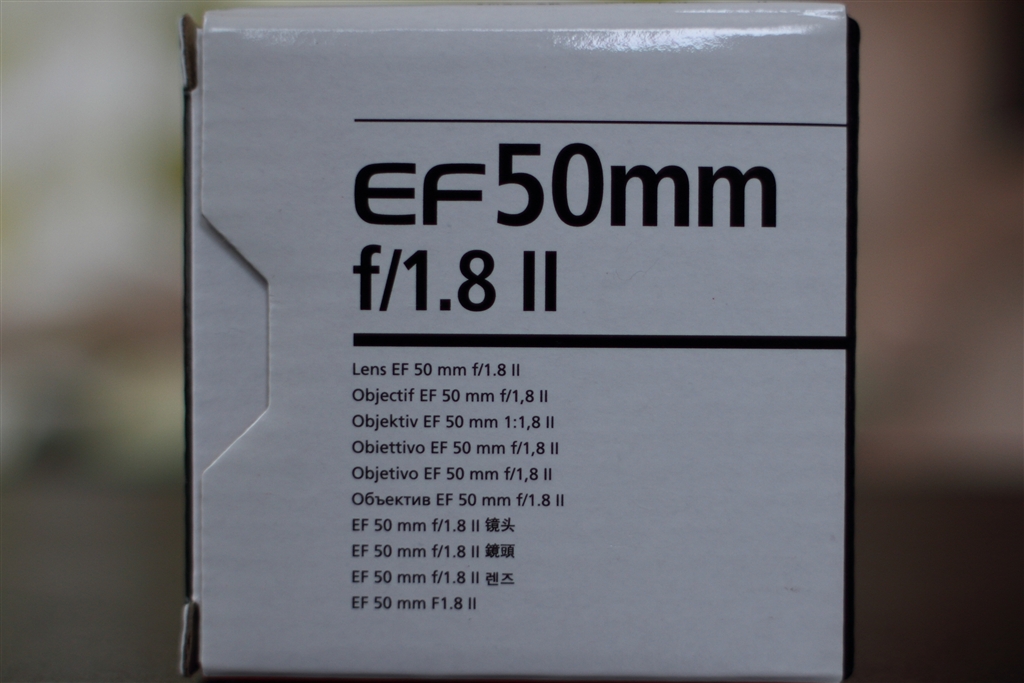 EF50mm
f/1.8 II
Lens EF 50 mm f/1.8 II
Objectif EF 50 mm f/1,8 II
Objektiv EF 50 mm 1:1,8 II
Obiettivo EF 50 mm f/1,8 II
Objetivo EF 50 mm f/1,8 II
Объектив EF 50 mm f/1.8 II
EF 50 mm f/1.8 II 镜头
EF 50 mm f/1.8 II 鏡頭
EF 50 mm f/1.8 II 렌즈
EF 50 mm F1.8 II